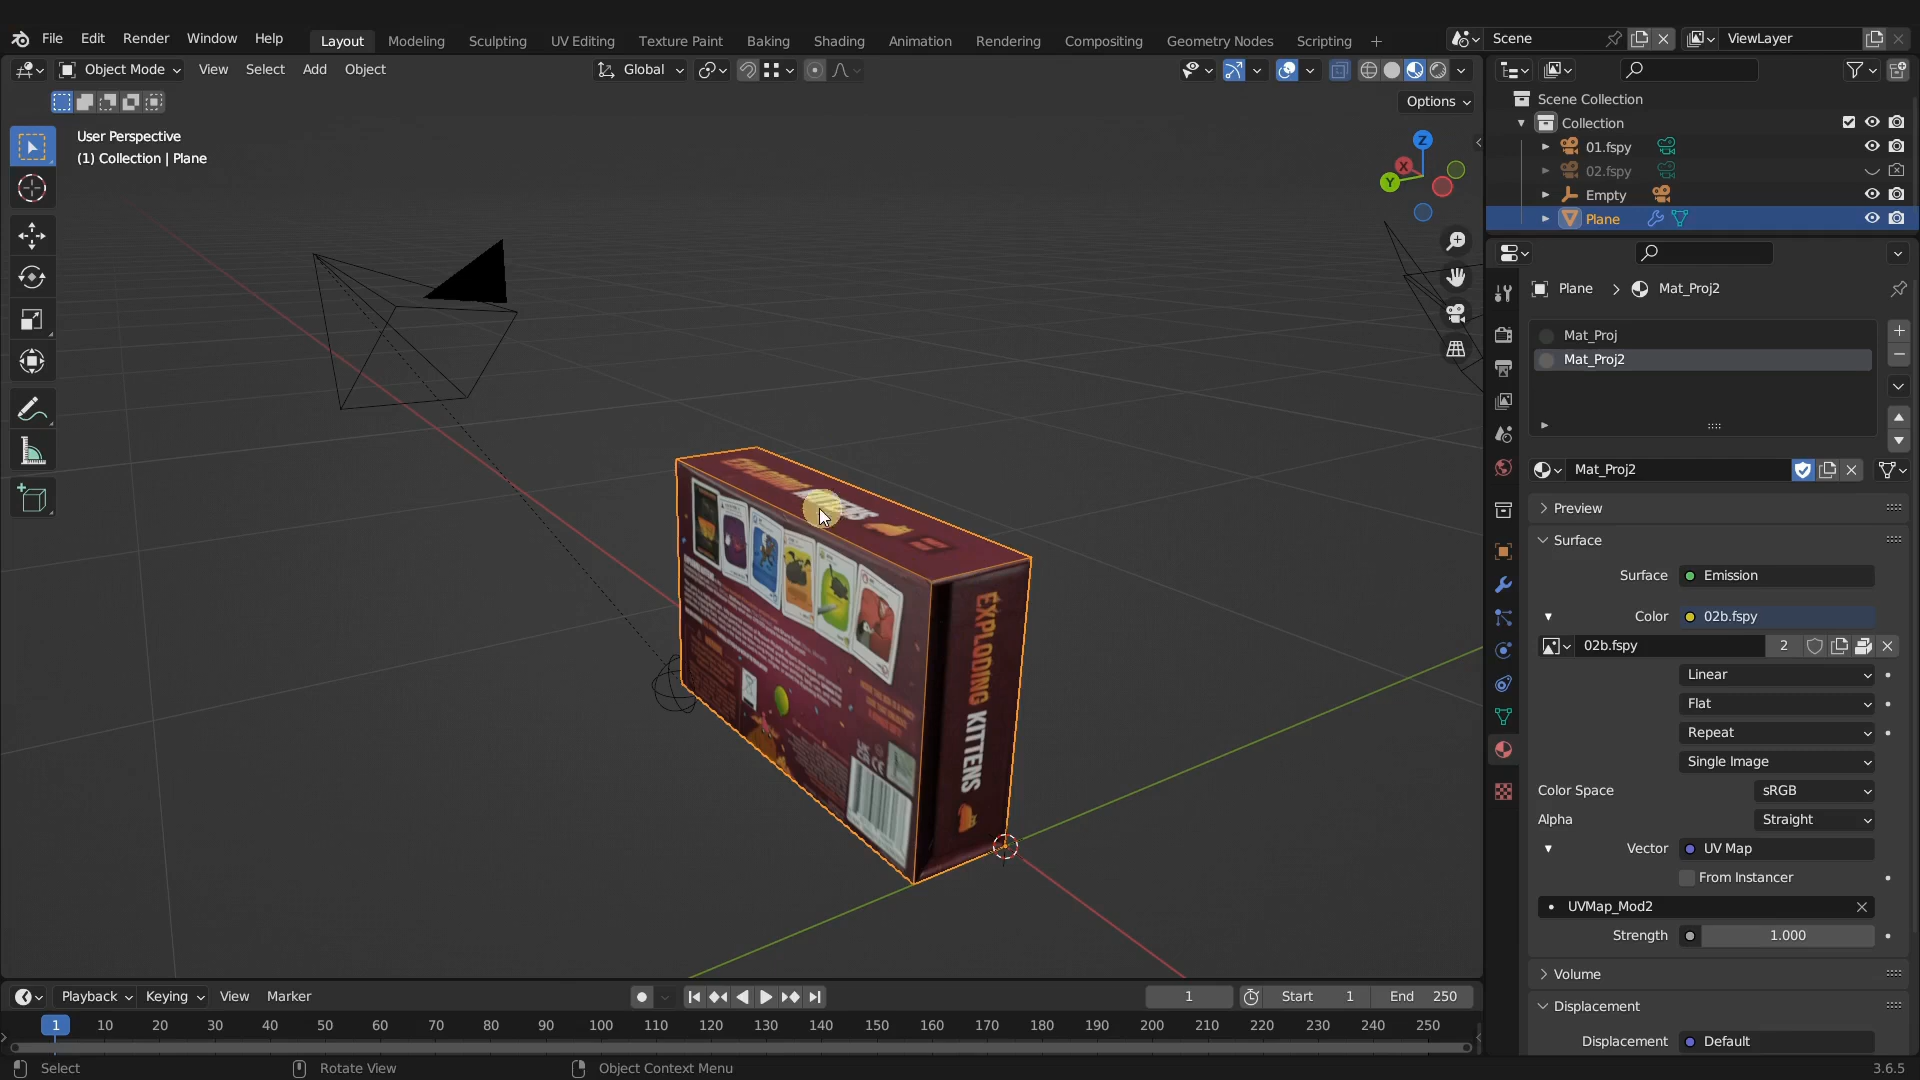 File Edit Render Window Help
Layout Modeling Sculpting UV Editing Texture Paint Baking Shading Animation Rendering Compositing Geometry Nodes Scripting +
Scene
ViewLayer
Object Mode View Select Add Object
Global
Options
User Perspective
(1) Collection | Plane
Z
X
Y
EXPLODING KITTENS
Scene Collection
Collection
01.fspy
02.fspy
Empty
Plane
Plane > Mat_Proj2
Mat_Proj
Mat_Proj2
Mat_Proj2
Preview
Surface
Surface Emission
Color 02b.fspy
02b.fspy 2
Linear
Flat
Repeat
Single Image
Color Space sRGB
Alpha Straight
Vector UV Map
From Instancer
UVMap_Mod2
Strength 1.000
Volume
Displacement
Displacement Default
Playback Keying View Marker
1
Start 1
End 250
1 10 20 30 40 50 60 70 80 90 100 110 120 130 140 150 160 170 180 190 200 210 220 230 240 250
Select
Rotate View
Object Context Menu
3.6.5